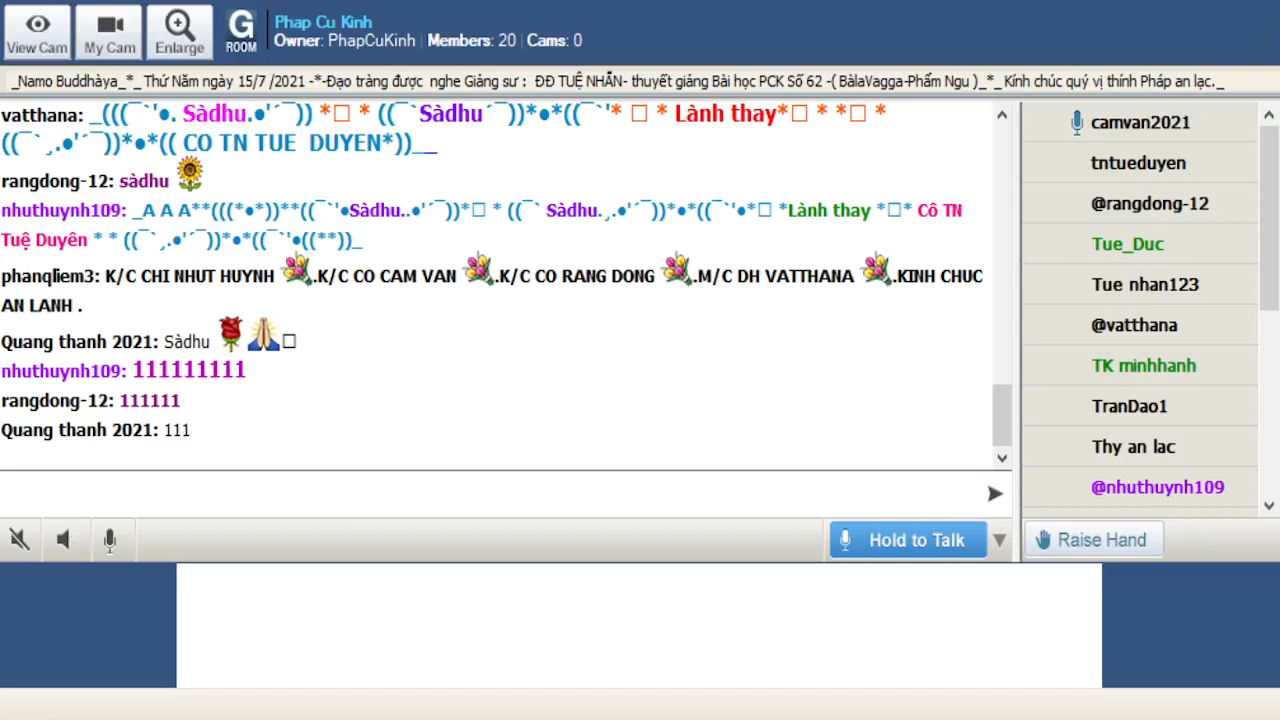 View Cam
My Cam
Enlarge
G
ROOM
Phap Cu Kinh
Owner: PhapCuKinh | Members: 20 | Cams: 0
_Namo Buddhàya_*_ Thứ Năm ngày 15/7 /2021 -*-Đạo tràng được nghe Giảng sư : ĐĐ TUỆ NHẪN- thuyết giảng Bài học PCK Số 62 -( BàlaVagga-Phẩm Ngu )_*_ Kính chúc quý vị thính Pháp an lạc._
vatthana: _(((¯`'●. Sàdhu.●'´¯)) *□ * ((¯`Sàdhu´¯))*●*((¯`'* □ * Lành thay*□ * *□ *
((¯`¸.●'´¯))*●*(( CO TN TUE DUYEN*))__
rangdong-12: sàdhu
nhuthuynh109: _A A A**(((*●*))**((¯`'●Sàdhu..●'´¯))*□ * ((¯` Sàdhu.¸.●'´¯))*●*((¯`'●*□ *Lành thay *□* Cô TN
Tuệ Duyên * * ((¯`¸.●'´¯))*●*((¯`'●((**))_
phanqliem3: K/C CHI NHUT HUYNH .K/C CO CAM VAN .K/C CO RANG DONG .M/C DH VATTHANA .KINH CHUC
AN LANH .
Quang thanh 2021: Sàdhu □
nhuthuynh109: 111111111
rangdong-12: 111111
Quang thanh 2021: 111
camvan2021
tntueduyen
@rangdong-12
Tue_Duc
Tue nhan123
@vatthana
TK minhhanh
TranDao1
Thy an lac
@nhuthuynh109
Hold to Talk
Raise Hand